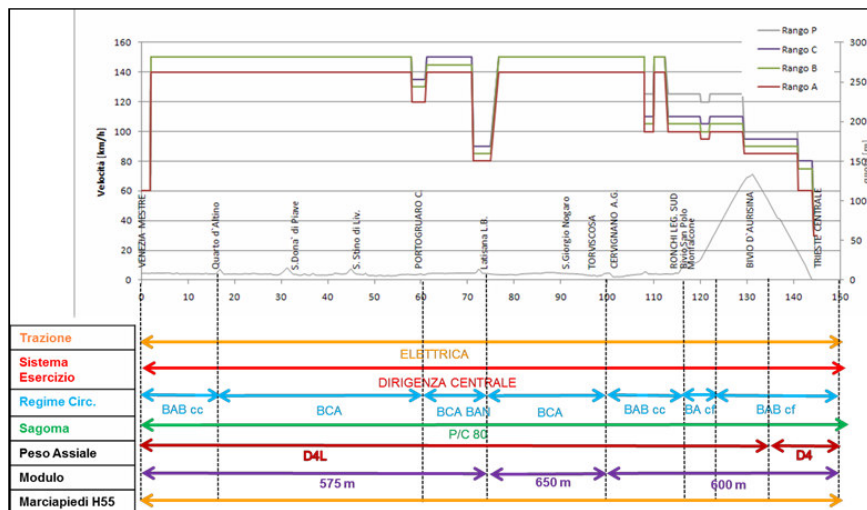 Rango P
Rango C
Rango B
Rango A
160
140
120
100
80
60
40
20
0
300
250
200
150
100
50
0
Velocità [km/h]
VENEZIA MESTRE
Quarto d'Altino
S.Dona` di Piave
S. Stino di Liv.
PORTOGRUARO C.
Latisana L.B.
S.Giorgio Nogaro
TORVISCOSA
CERVIGNANO A.G.
RONCHI LEG. SUD
Bivio San Polo
Monfalcone
BIVIO D`AURISINA
TRIESTE CENTRALE
0 10 20 30 40 50 60 70 80 90 100 110 120 130 140 150
Trazione
ELETTRICA
Sistema
Esercizio
DIRIGENZA CENTRALE
Regime Circ.
BAB cc BCA BCA BAN BCA BAB cc BA cf BAB cf
Sagoma
P/C 80
Peso Assiale
D4L D4
Modulo
575 m 650 m 600 m
Marciapiedi H55